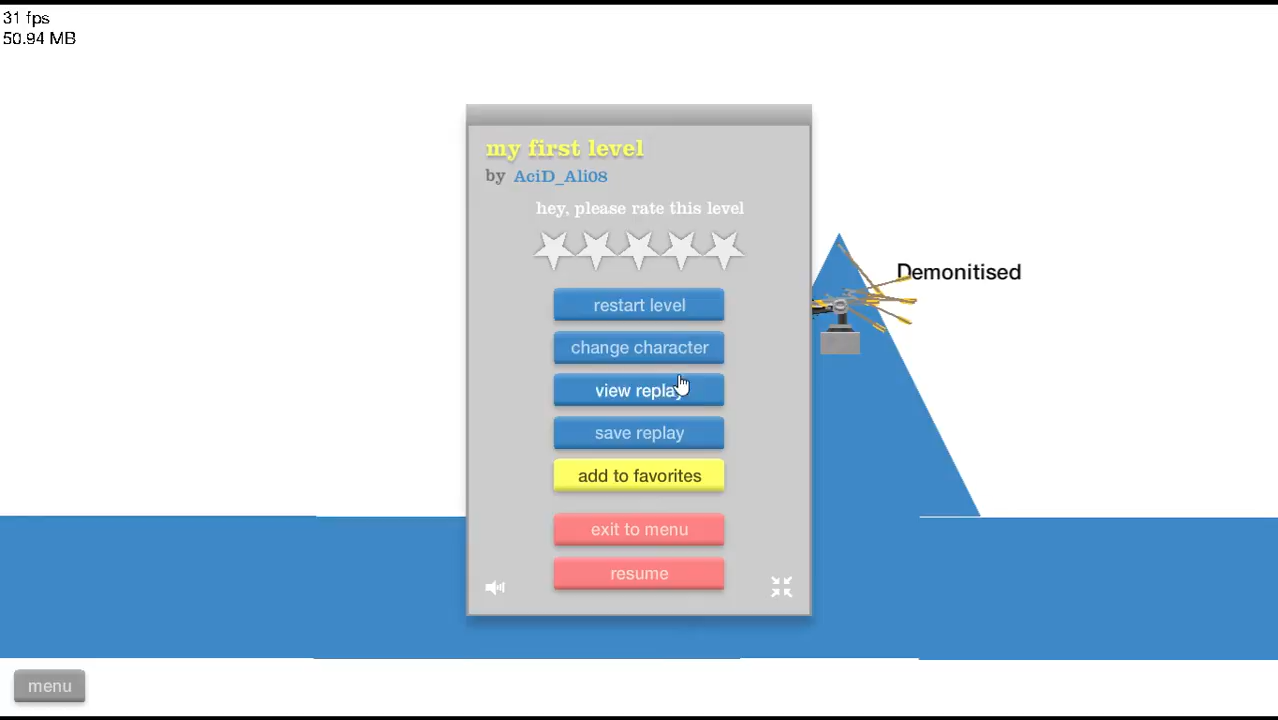 31 fps
50.94 MB
my first level
by AciD_Ali08
hey, please rate this level
Demonitised
restart level
change character
view replay
save replay
add to favorites
exit to menu
resume
menu